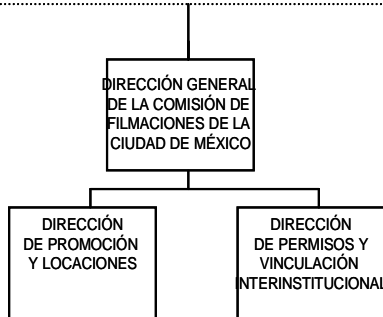 DIRECCIÓN GENERAL
DE LA COMISIÓN DE
FILMACIONES DE LA
CIUDAD DE MÉXICO
DIRECCIÓN
DE PROMOCIÓN
Y LOCACIONES
DIRECCIÓN
DE PERMISOS Y
VINCULACIÓN
INTERINSTITUCIONAL